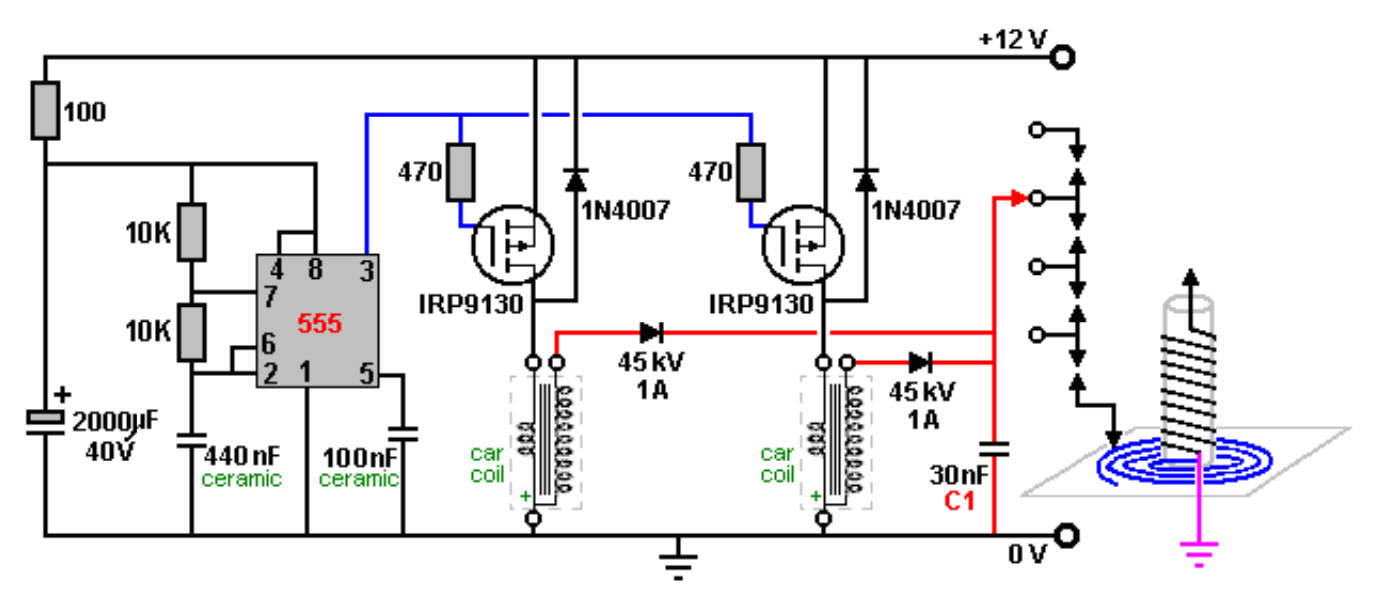 +12 V
100
470
470
1N4007
1N4007
10K
4 8 3
7
IRP9130
IRP9130
10K
555
6
2 1 5
45 kV
1A
45 kV
1A
+
2000µF
40V
440 nF
ceramic
100nF
ceramic
car
coil
+
car
coil
+
30nF
C1
0 V